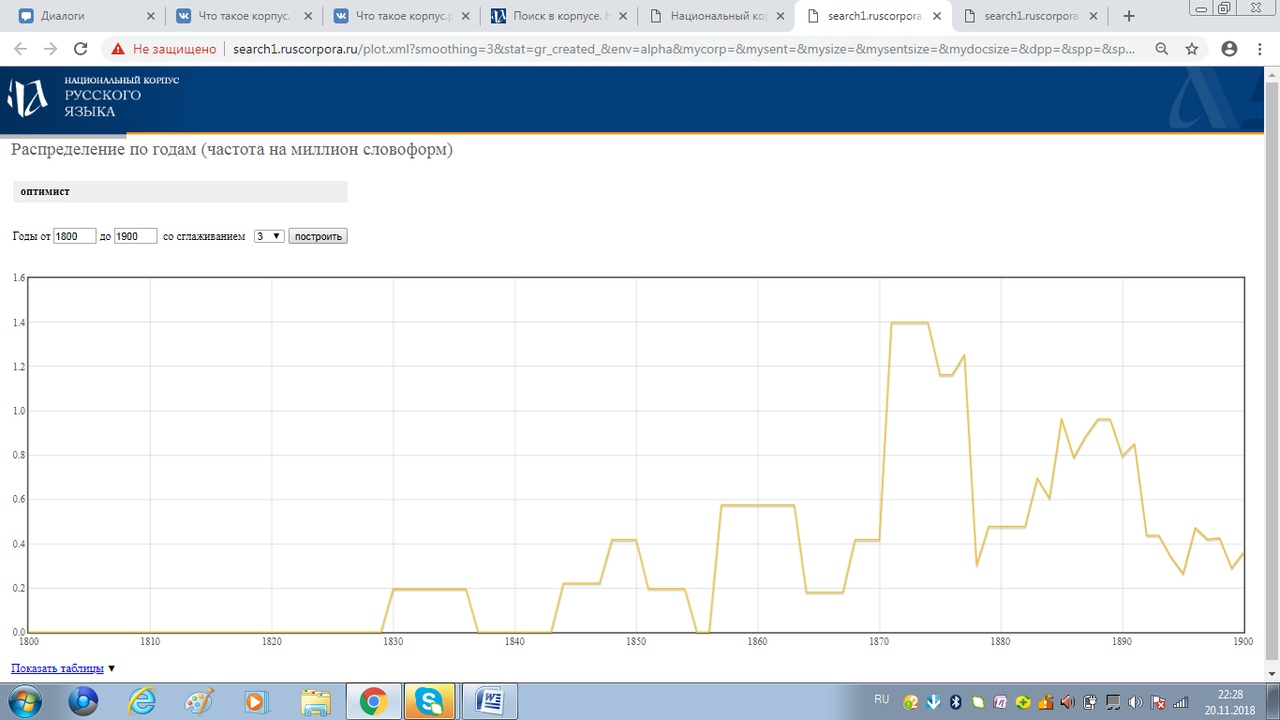 Диалоги
Что такое корпус.
Что такое корпус.р
Поиск в корпусе. Н
Национальный кор
search1.ruscorpora.
search1.ruscorpora.
Не защищено
search1.ruscorpora.ru/plot.xml?smoothing=3&stat=gr_created_&env=alpha&mycorp=&mysent=&mysize=&mysentsize=&mydocsize=&dpp=&spp=&sp...
НАЦИОНАЛЬНЫЙ КОРПУС
РУССКОГО
ЯЗЫКА
Распределение по годам (частота на миллион словоформ)
оптимист
Годы от 1800 до 1900 со сглаживанием 3 построить
1.6
1.4
1.2
1.0
0.8
0.6
0.4
0.2
0.0
1800 1810 1820 1830 1840 1850 1860 1870 1880 1890 1900
Показать таблицы ▼
RU
22:28
20.11.2018